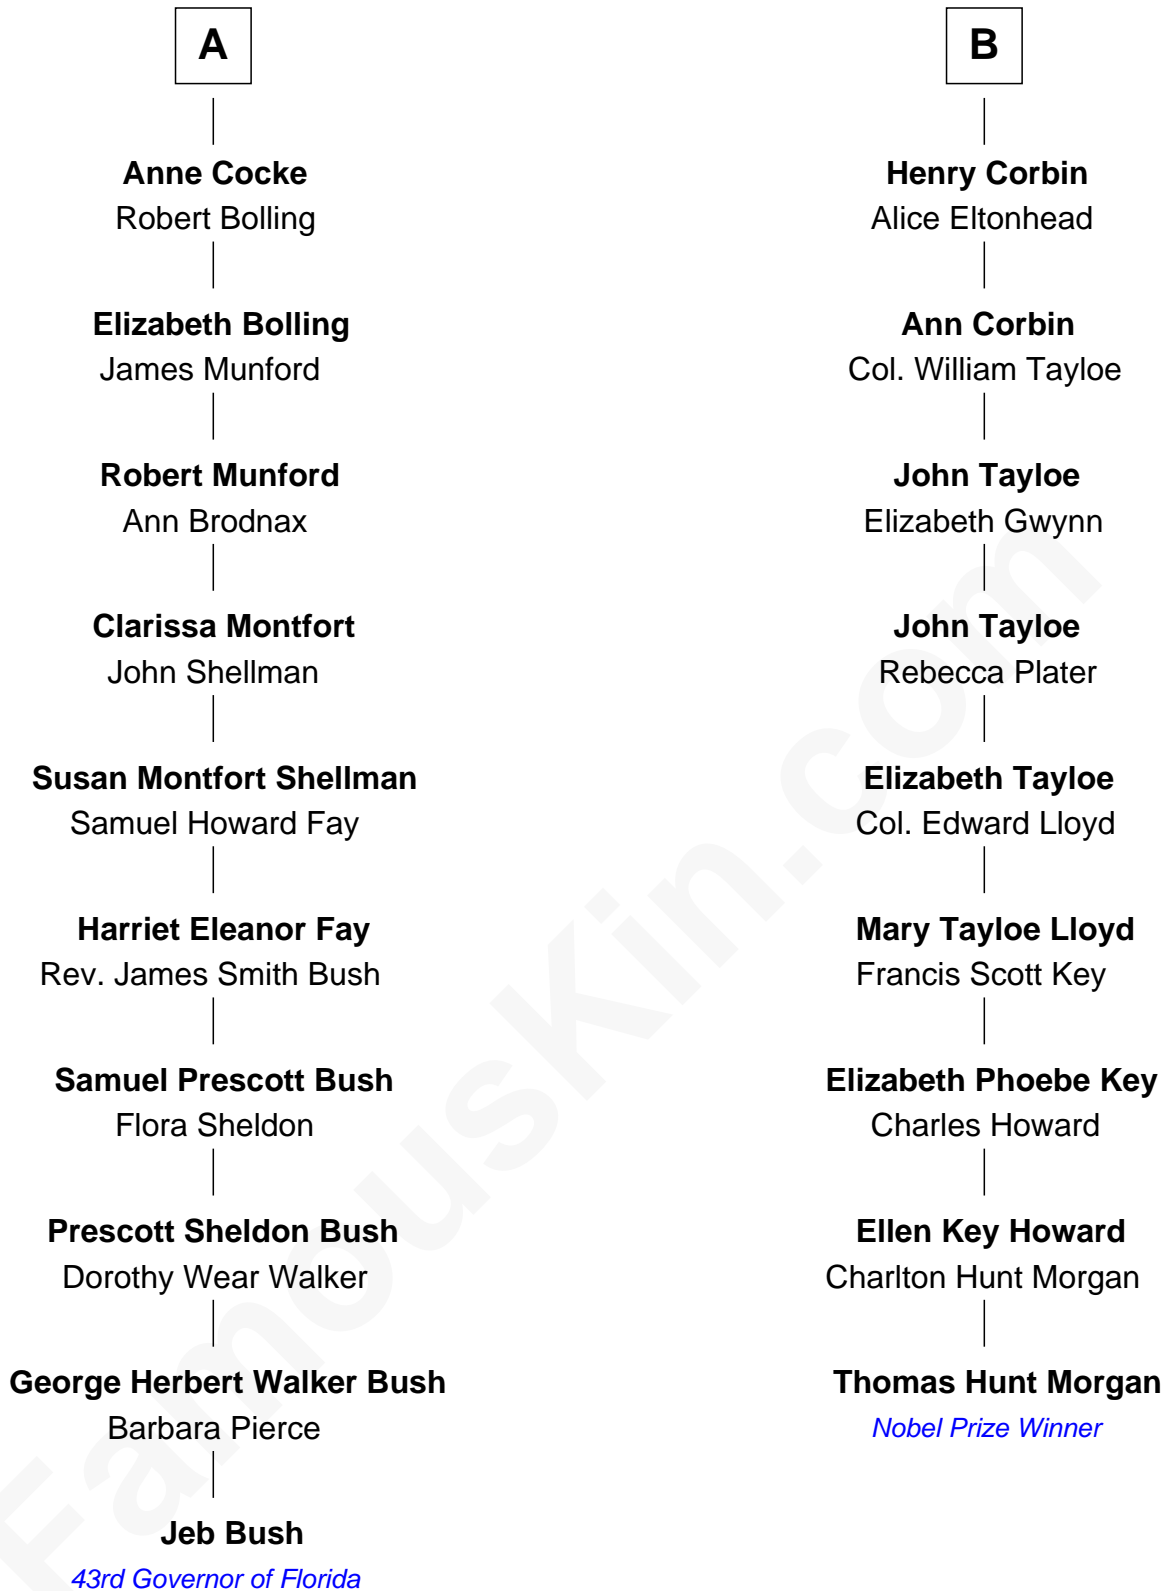 A
Anne Cocke
Robert Bolling
Elizabeth Bolling
James Munford
Robert Munford
Ann Brodnax
Clarissa Montfort
John Shellman
Susan Montfort Shellman
Samuel Howard Fay
Harriet Eleanor Fay
Rev. James Smith Bush
Samuel Prescott Bush
Flora Sheldon
Prescott Sheldon Bush
Dorothy Wear Walker
George Herbert Walker Bush
Barbara Pierce
Jeb Bush
43rd Governor of Florida
B
Henry Corbin
Alice Eltonhead
Ann Corbin
Col. William Tayloe
John Tayloe
Elizabeth Gwynn
John Tayloe
Rebecca Plater
Elizabeth Tayloe
Col. Edward Lloyd
Mary Tayloe Lloyd
Francis Scott Key
Elizabeth Phoebe Key
Charles Howard
Ellen Key Howard
Charlton Hunt Morgan
Thomas Hunt Morgan
Nobel Prize Winner
FamousKin.com